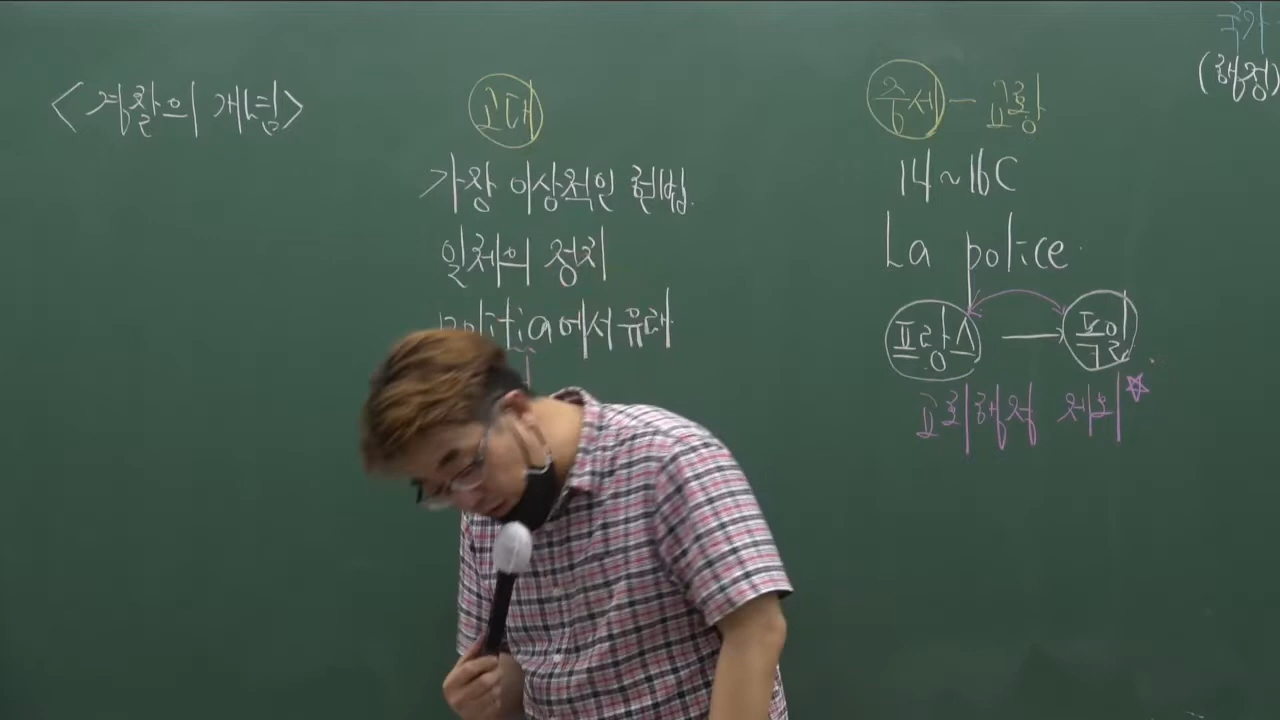 <경찰의 개념>
고대
가장 이상적인 헌법
일체의 정치
politia에서 유래
중세 - 교황
14~16C
La police
프랑스 → 독일
교회행정 제외☆
국가
(행정)